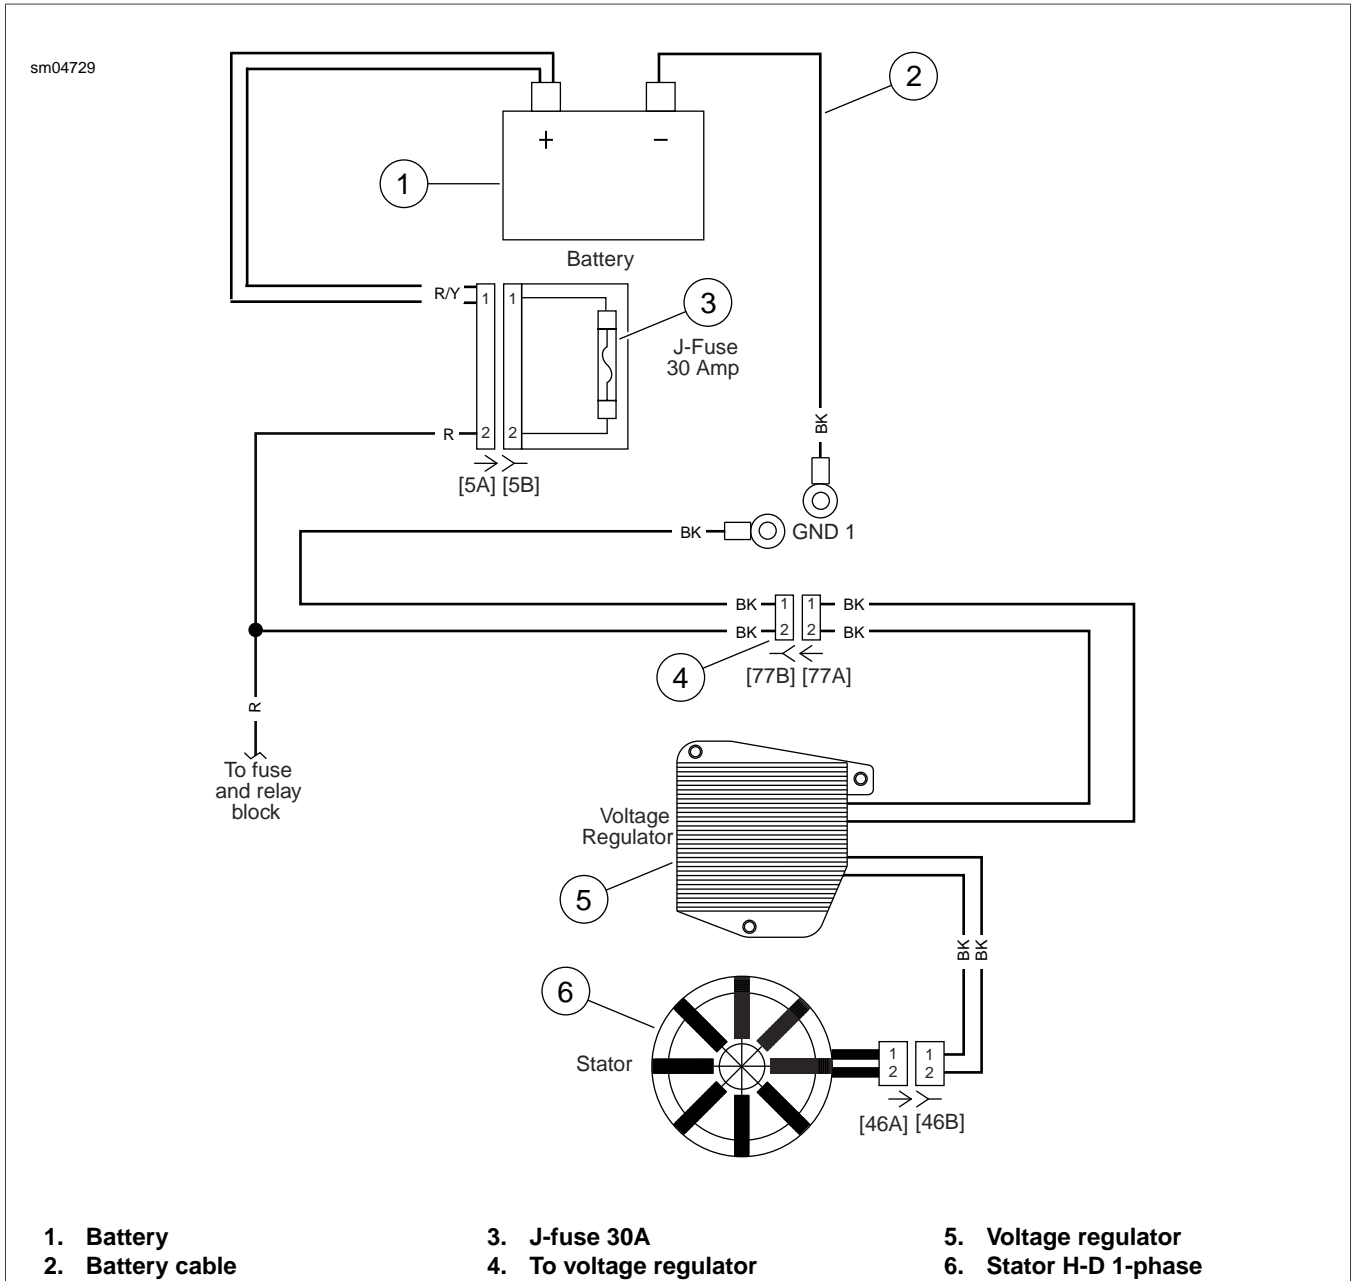 sm04729
2
+
−
1
Battery
R/Y
1
1
3
J-Fuse
30 Amp
BK
R
2
2
[5A] [5B]
BK
GND 1
BK
1
1
BK
BK
2
2
BK
4
[77B] [77A]
R
To fuse
and relay
block
Voltage
Regulator
5
BK
BK
6
Stator
1
1
2
2
[46A] [46B]
1. Battery
2. Battery cable
3. J-fuse 30A
4. To voltage regulator
5. Voltage regulator
6. Stator H-D 1-phase